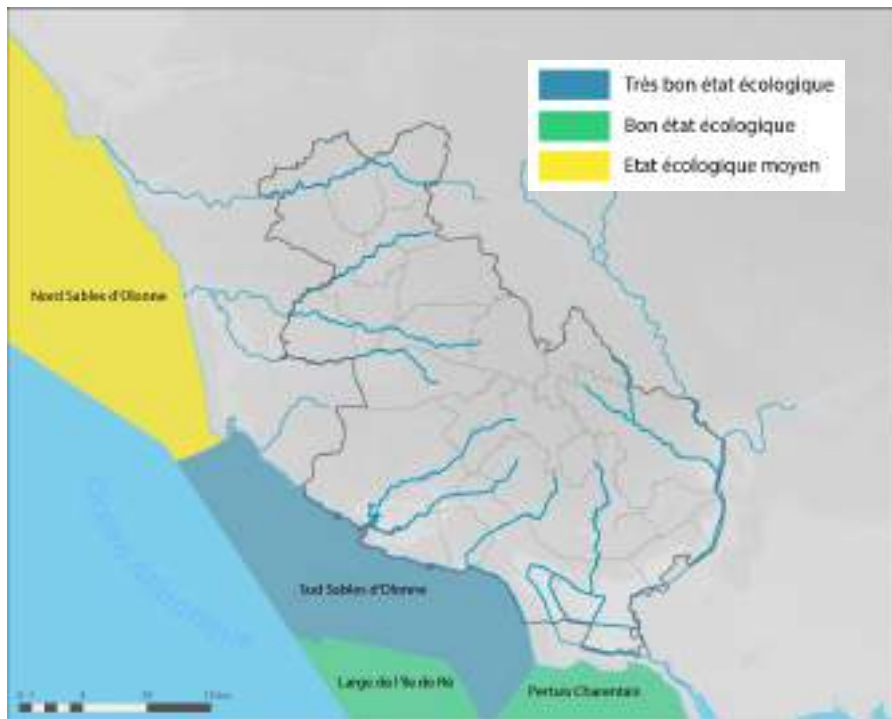 Très bon état écologique
Bon état écologique
Etat écologique moyen
Nord Sables d'Olonne
Sud Sables d'Olonne
Large de l'Ile de Ré
Pertuis Charentais